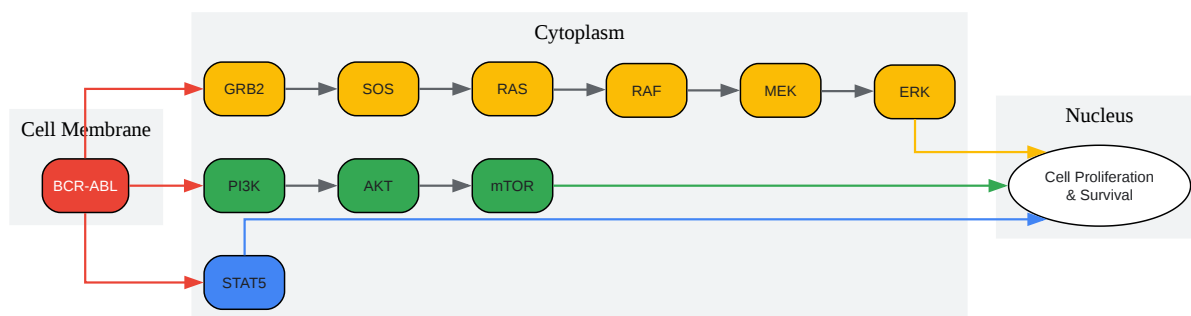 Cytoplasm
GRB2
SOS
RAS
RAF
MEK
ERK
Cell Membrane
Nucleus
BCR-ABL
PI3K
AKT
mTOR
Cell Proliferation
& Survival
STAT5